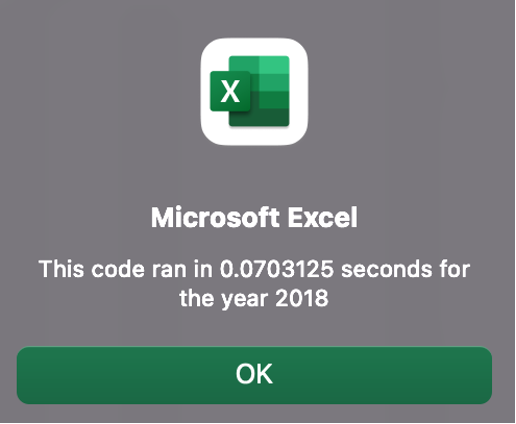 X
Microsoft Excel
This code ran in 0.0703125 seconds for
the year 2018
OK